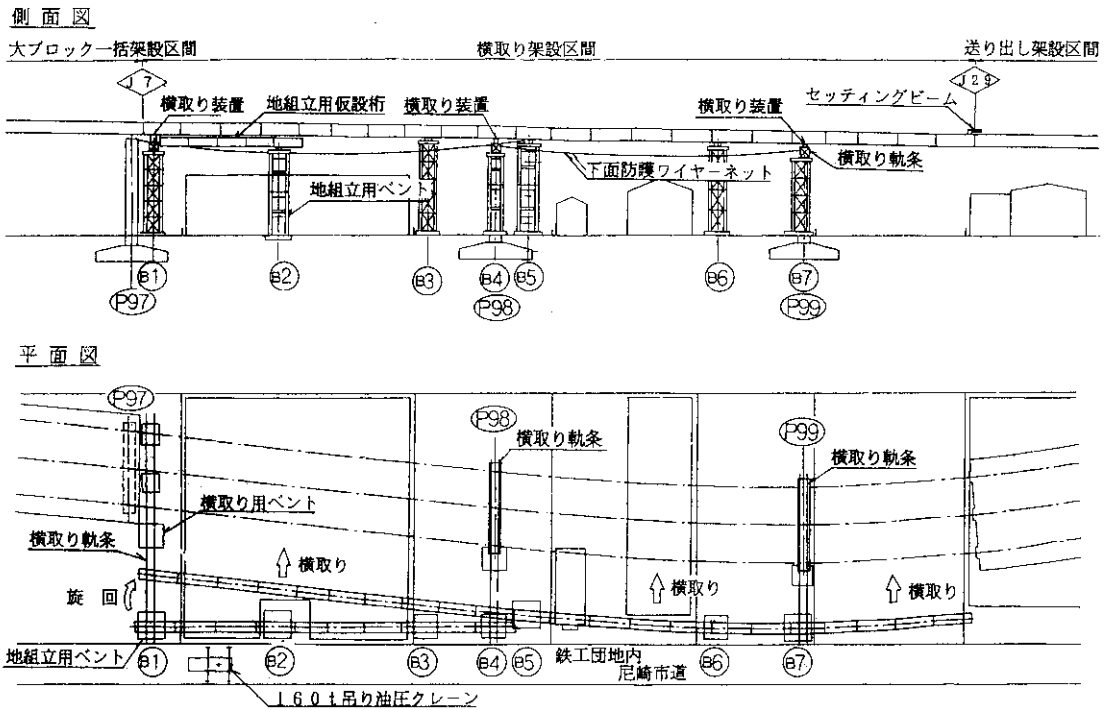 側面図
大ブロック一括架設区間 横取り架設区間 送り出し架設区間
J7 J29
横取り装置 地組立用仮設桁 横取り装置 横取り装置 セッティングビーム
横取り軌条
下面防護ワイヤーネット
地組立用ベント
B1 B2 B3 B4 B5 B6 B7
P97 P98 P99
平面図
P97 P98 P99
横取り軌条 横取り軌条
横取り用ベント
横取り軌条
横取り 横取り 横取り
旋回
地組立用ベント B1 B2 B3 B4 B5 鉄工団地内 B6 B7
尼崎市道
160t吊り油圧クレーン